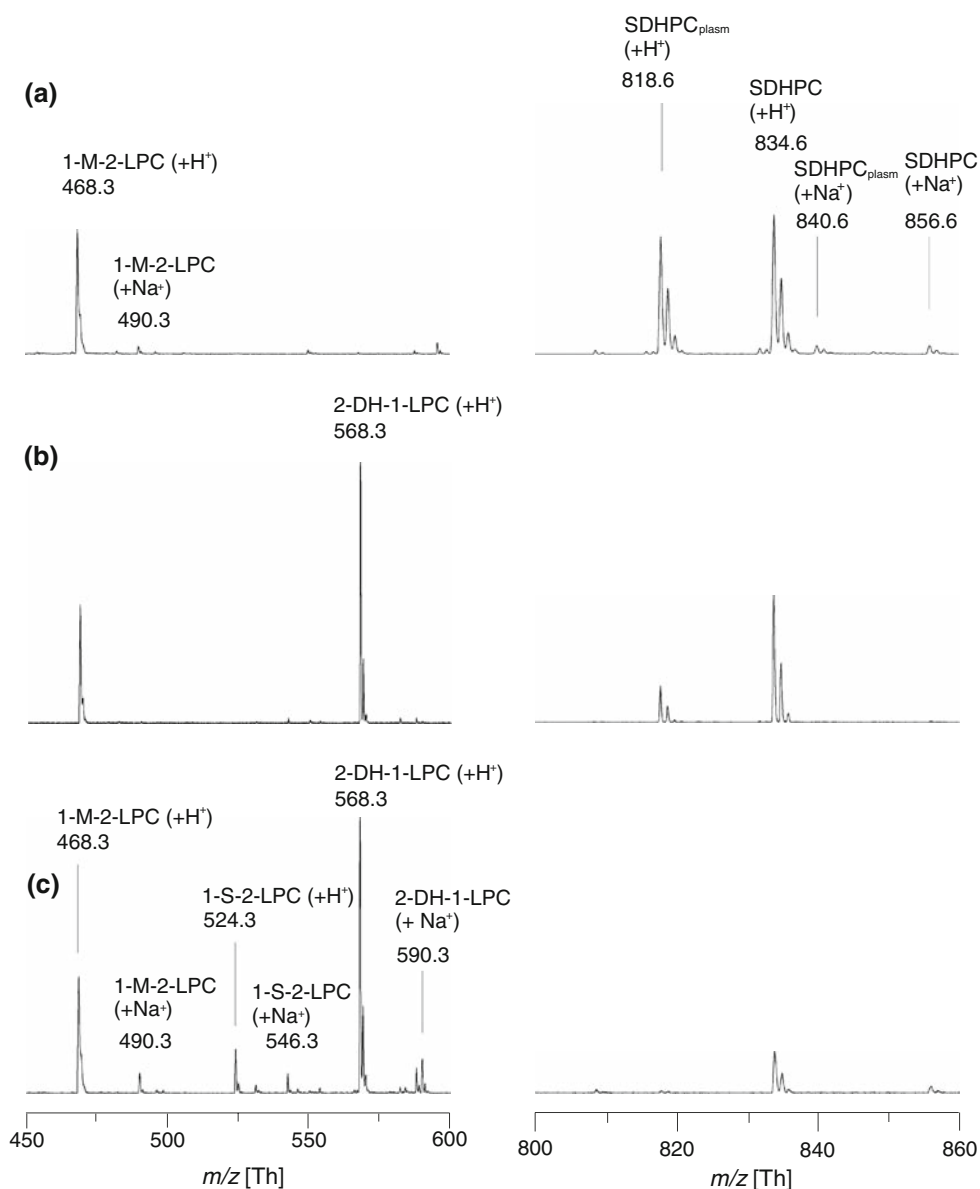 (a)
1-M-2-LPC (+H⁺)
468.3
1-M-2-LPC
(+Na⁺)
490.3
SDHPCplasm
(+H⁺)
818.6
SDHPC
(+H⁺)
834.6
SDHPCplasm
(+Na⁺)
840.6
SDHPC
(+Na⁺)
856.6
(b)
2-DH-1-LPC (+H⁺)
568.3
(c)
1-M-2-LPC (+H⁺)
468.3
1-M-2-LPC
(+Na⁺)
490.3
1-S-2-LPC (+H⁺)
524.3
1-S-2-LPC
(+Na⁺)
546.3
2-DH-1-LPC (+H⁺)
568.3
2-DH-1-LPC
(+ Na⁺)
590.3
450 500 550 600
m/z [Th]
800 820 840 860
m/z [Th]